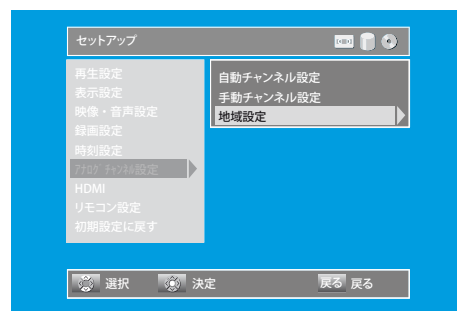 セットアップ
再生設定
表示設定
映像・音声設定
録画設定
時刻設定
ｱﾅﾛｸﾞ ﾁｬﾝﾈﾙ設定
HDMI
リモコン設定
初期設定に戻す
自動チャンネル設定
手動チャンネル設定
地域設定
選択 決定 戻る 戻る